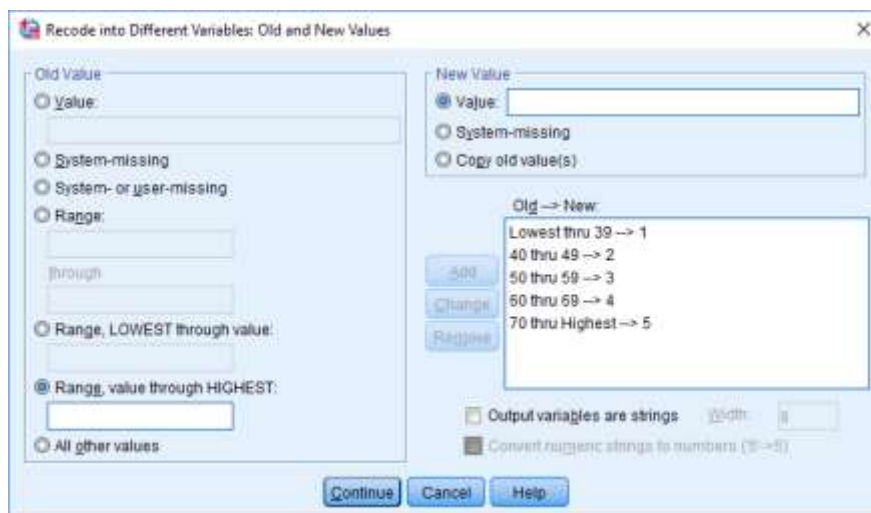 Recode into Different Variables: Old and New Values
Old Value
Value:
System-missing
System- or user-missing
Range:
through
Range, LOWEST through value:
Range, value through HIGHEST:
All other values
New Value
Value:
System-missing
Copy old value(s)
Old --> New:
Lowest thru 39 --> 1
40 thru 49 --> 2
50 thru 59 --> 3
60 thru 69 --> 4
70 thru Highest --> 5
Add
Change
Remove
Output variables are strings
Width:
8
Convert numeric strings to numbers ('5'->5)
Continue
Cancel
Help